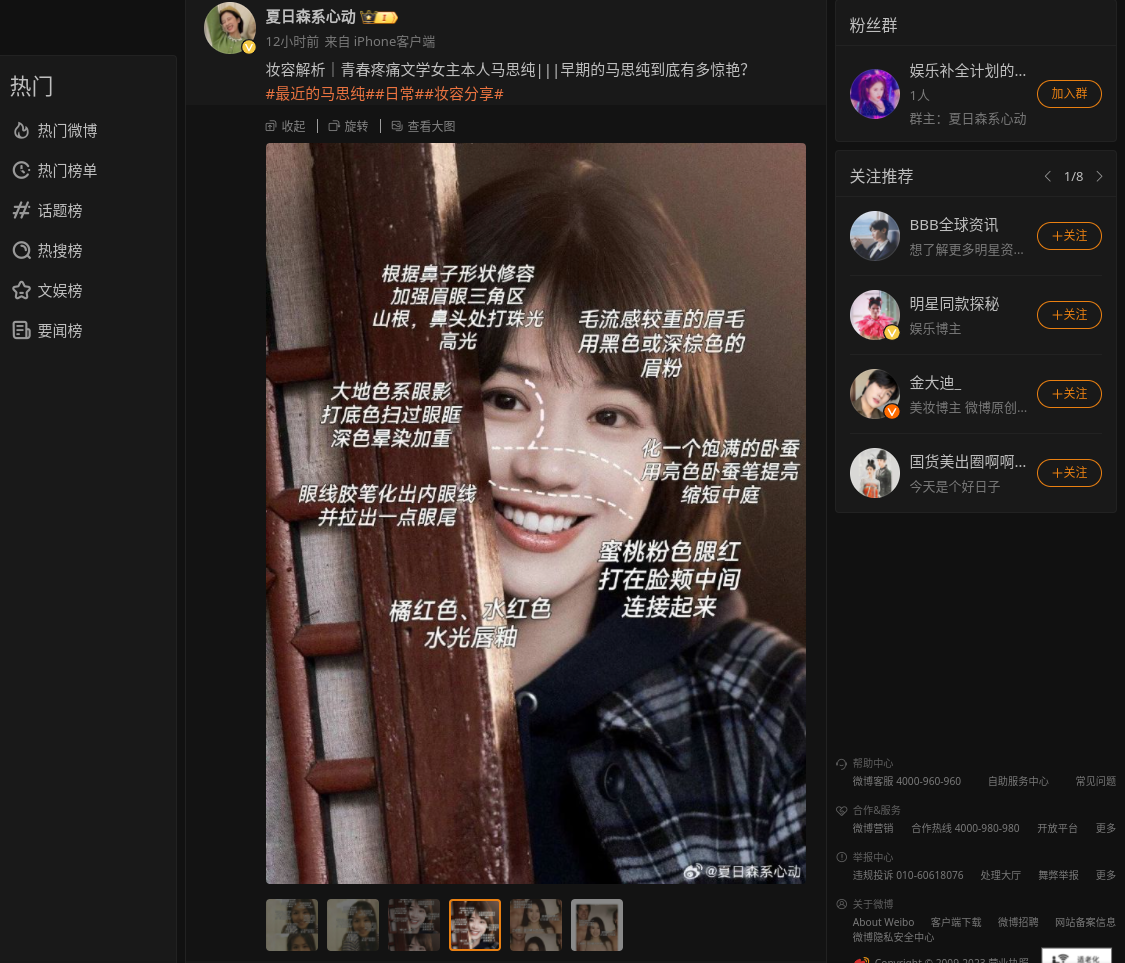 热门
热门微博
热门榜单
话题榜
热搜榜
文娱榜
要闻榜
夏日森系心动
12小时前 来自 iPhone客户端
妆容解析｜青春疼痛文学女主本人马思纯|||早期的马思纯到底有多惊艳?
#最近的马思纯##日常##妆容分享#
收起 旋转 查看大图
根据鼻子形状修容
加强眉眼三角区
山根，鼻头处打珠光
高光
毛流感较重的眉毛
用黑色或深棕色的
眉粉
大地色系眼影
打底色扫过眼眶
深色晕染加重
化一个饱满的卧蚕
用亮色卧蚕笔提亮
缩短中庭
眼线胶笔化出内眼线
并拉出一点眼尾
蜜桃粉色腮红
打在脸颊中间
连接起来
橘红色、水红色
水光唇釉
@夏日森系心动
粉丝群
娱乐补全计划的...
1人
群主：夏日森系心动
加入群
关注推荐
1/8
BBB全球资讯
想了解更多明星资...
+关注
明星同款探秘
娱乐博主
+关注
金大迪_
美妆博主 微博原创...
+关注
国货美出圈啊啊...
今天是个好日子
+关注
帮助中心
微博客服 4000-960-960 自助服务中心 常见问题
合作&服务
微博营销 合作热线 4000-980-980 开放平台 更多
举报中心
违规投诉 010-60618076 处理大厅 舞弊举报 更多
关于微博
About Weibo 客户端下载 微博招聘 网站备案信息
微博隐私安全中心
Copyright © 2009-2023 营业执照
适老化